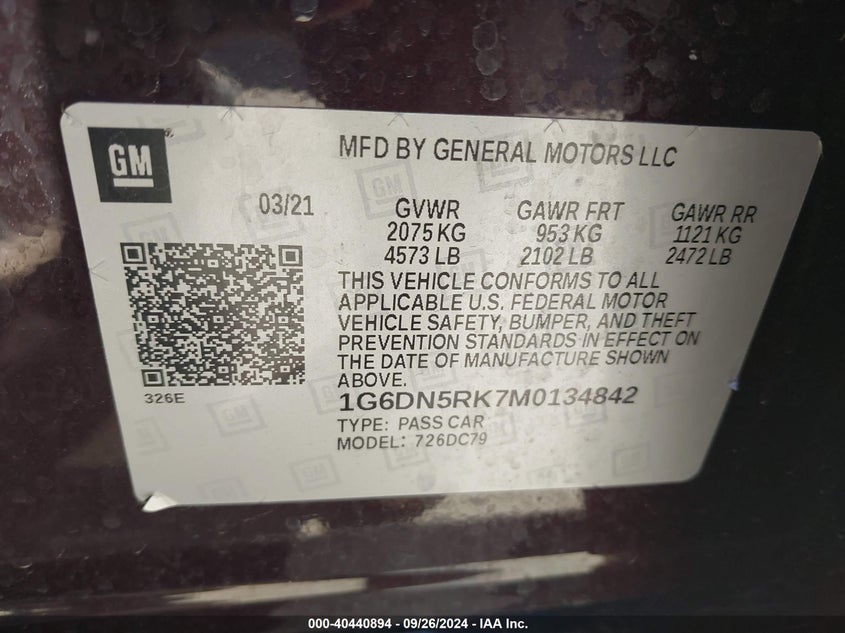 GM
MFD BY GENERAL MOTORS LLC
03/21 GVWR GAWR FRT GAWR RR
2075 KG 953 KG 1121 KG
4573 LB 2102 LB 2472 LB
THIS VEHICLE CONFORMS TO ALL
APPLICABLE U.S. FEDERAL MOTOR
VEHICLE SAFETY, BUMPER, AND THEFT
PREVENTION STANDARDS IN EFFECT ON
THE DATE OF MANUFACTURE SHOWN
ABOVE.
326E
1G6DN5RK7M0134842
TYPE: PASS CAR
MODEL: 726DC79
000-40440894 - 09/26/2024 - IAA Inc.